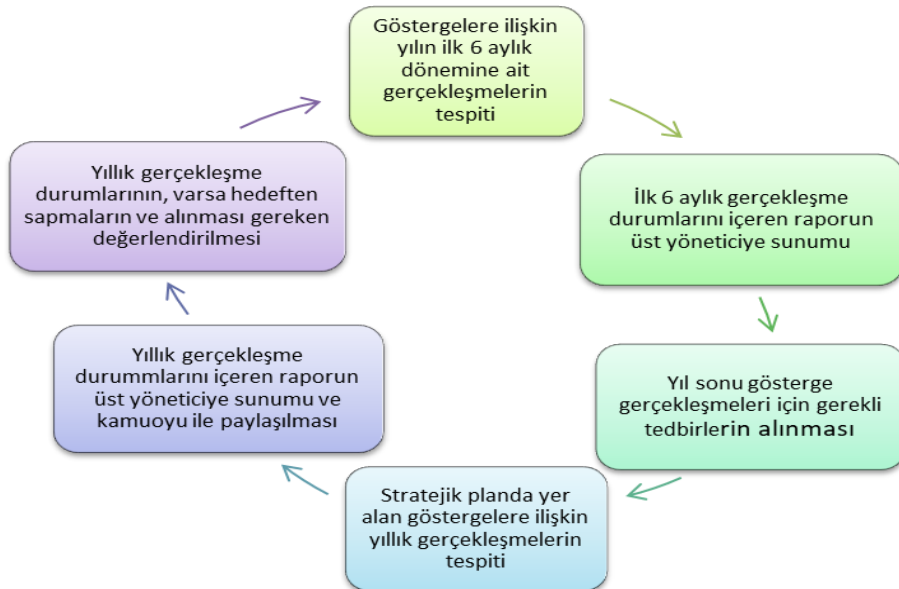 Göstergelere ilişkin
yılın ilk 6 aylık
dönemine ait
gerçekleşmelerin
tespiti
İlk 6 aylık gerçekleşme
durumlarını içeren raporun
üst yöneticiye sunumu
Yıl sonu gösterge
gerçekleşmeleri için gerekli
tedbirlerin alınması
Stratejik planda yer
alan göstergelere ilişkin
yıllık gerçekleşmelerin
tespiti
Yıllık gerçekleşme
durummlarını içeren raporun
üst yöneticiye sunumu ve
kamuoyu ile paylaşılması
Yıllık gerçekleşme
durumlarının, varsa hedeften
sapmaların ve alınması gereken
değerlendirilmesi